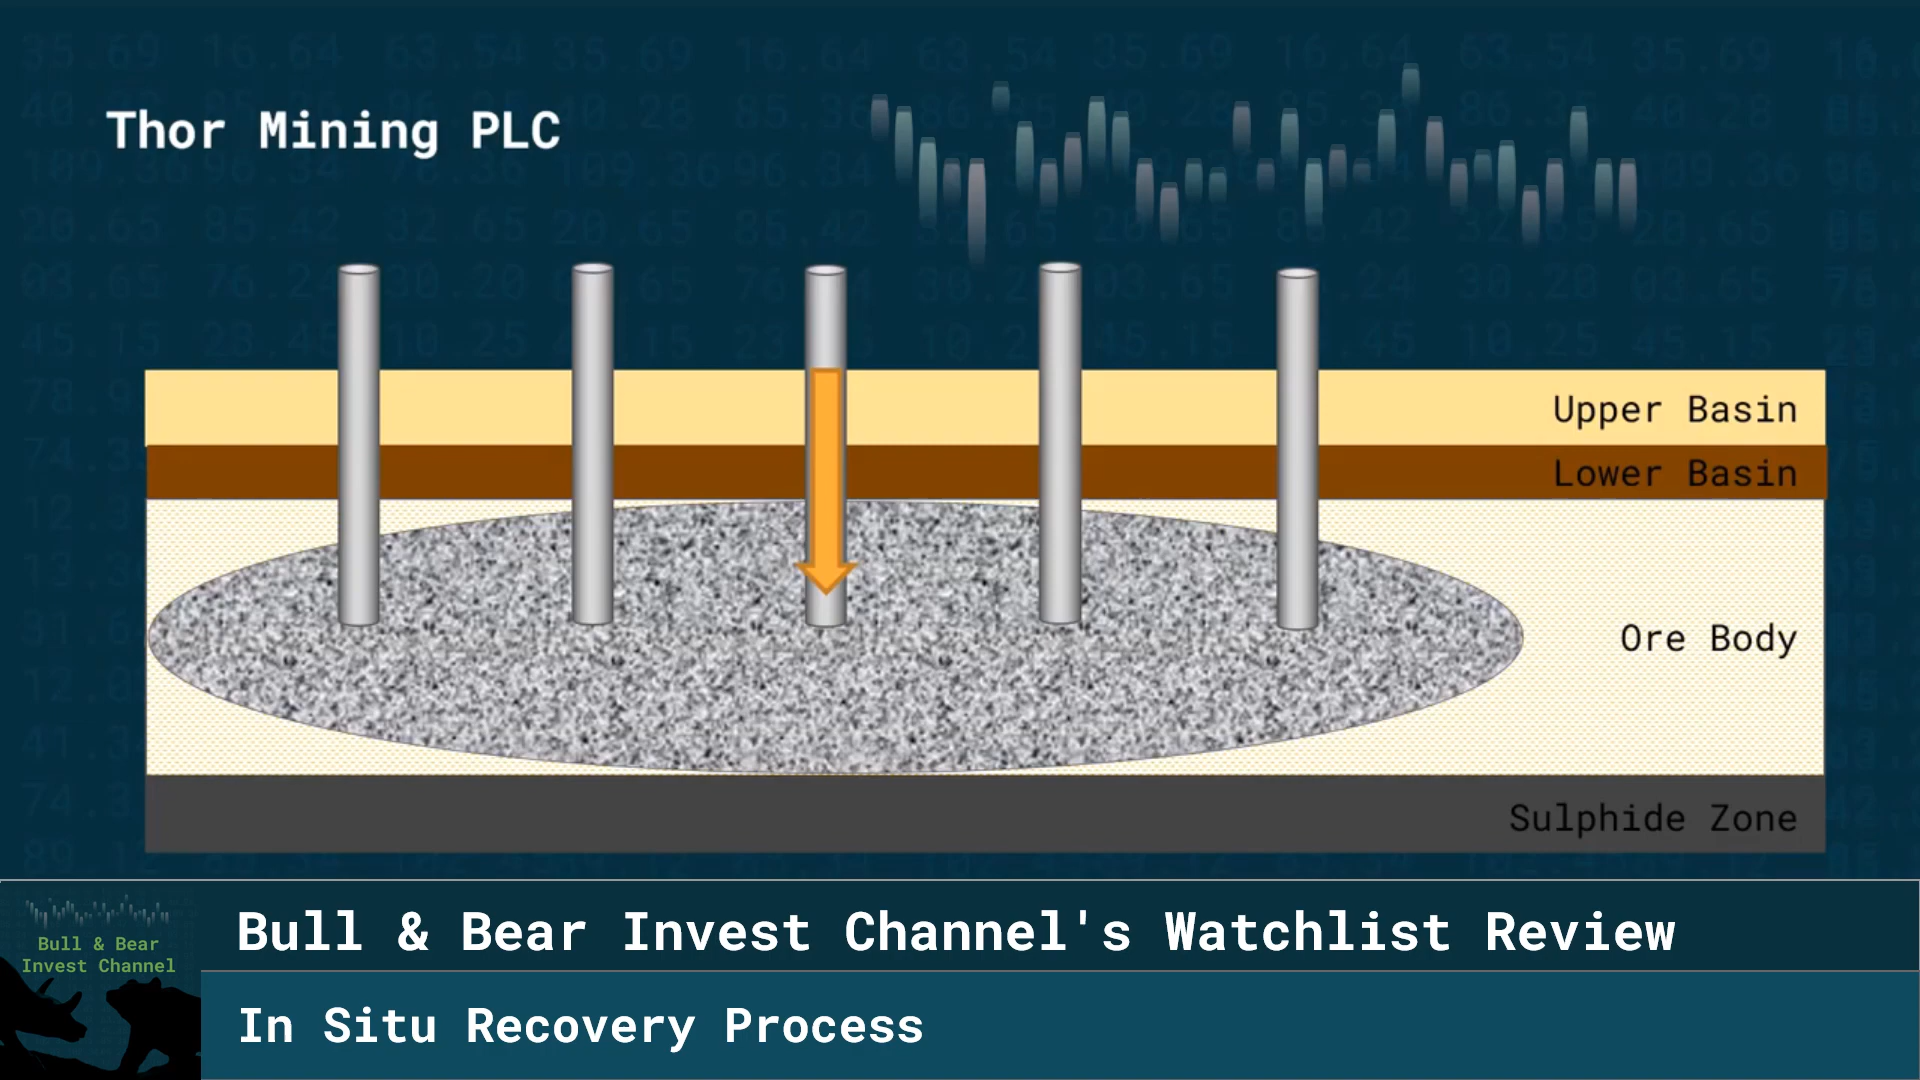 Thor Mining PLC
Upper Basin
Lower Basin
Ore Body
Sulphide Zone
Bull & Bear Invest Channel's Watchlist Review
Bull & Bear
Invest Channel
In Situ Recovery Process